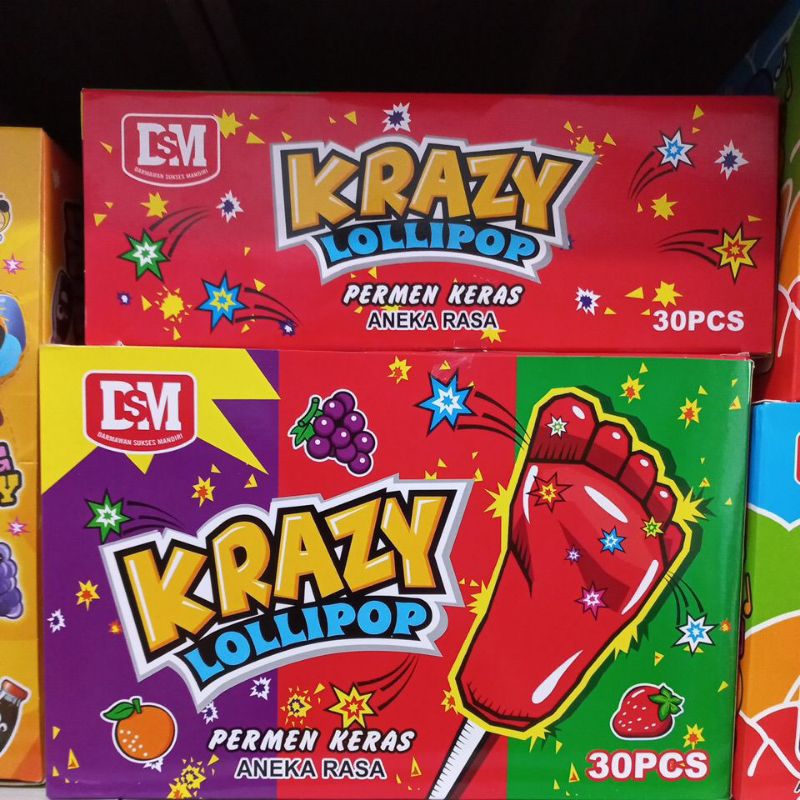 DSM
DARMAWAN SUKSES MANDIRI
KRAZY
LOLLIPOP
PERMEN KERAS
ANEKA RASA
30PCS
DSM
DARMAWAN SUKSES MANDIRI
KRAZY
LOLLIPOP
PERMEN KERAS
ANEKA RASA
30PCS